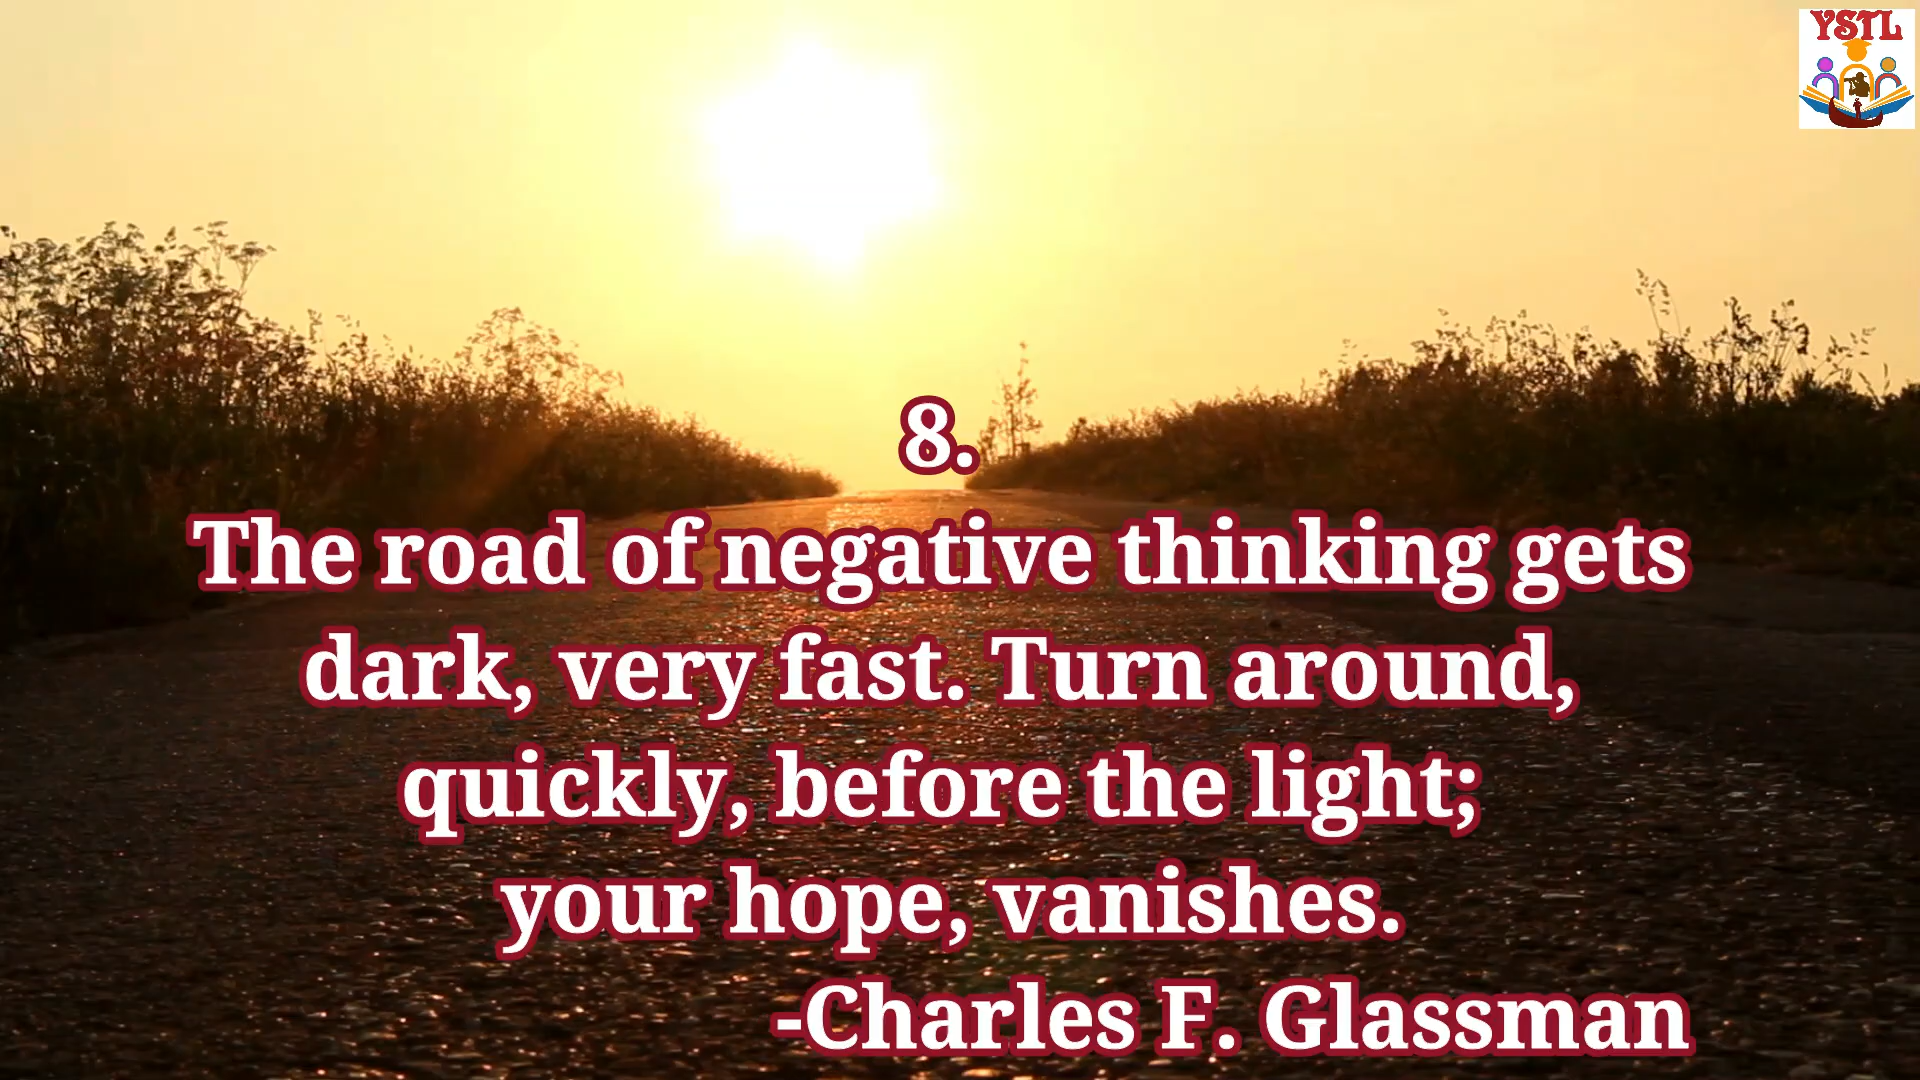 YSTL
8.
The road of negative thinking gets
dark, very fast. Turn around,
quickly, before the light;
your hope, vanishes.
-Charles F. Glassman